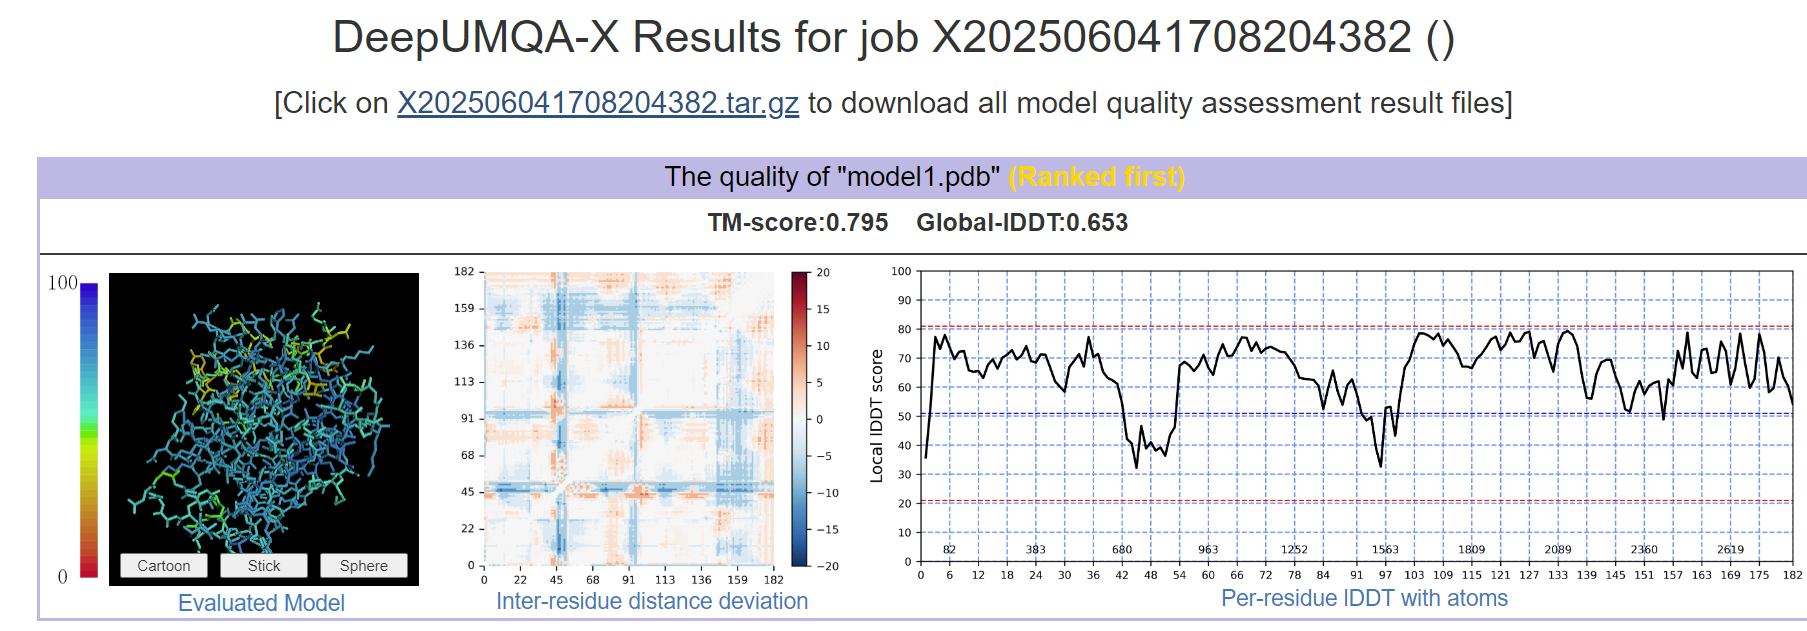 DeepUMQA-X Results for job X202506041708204382 ()
[Click on X202506041708204382.tar.gz to download all model quality assessment result files]
The quality of "model1.pdb" (Ranked first)
TM-score:0.795 Global-lDDT:0.653
100
0
Cartoon Stick Sphere
Evaluated Model
182
159
136
113
91
68
45
22
0
0 22 45 68 91 113 136 159 182
20
15
10
5
0
−5
−10
−15
−20
Inter-residue distance deviation
Local lDDT score
100
90
80
70
60
50
40
30
20
10
0
82 383 680 963 1252 1563 1809 2089 2360 2619
0 6 12 18 24 30 36 42 48 54 60 66 72 78 84 91 97 103 109 115 121 127 133 139 145 151 157 163 169 175 182
Per-residue lDDT with atoms